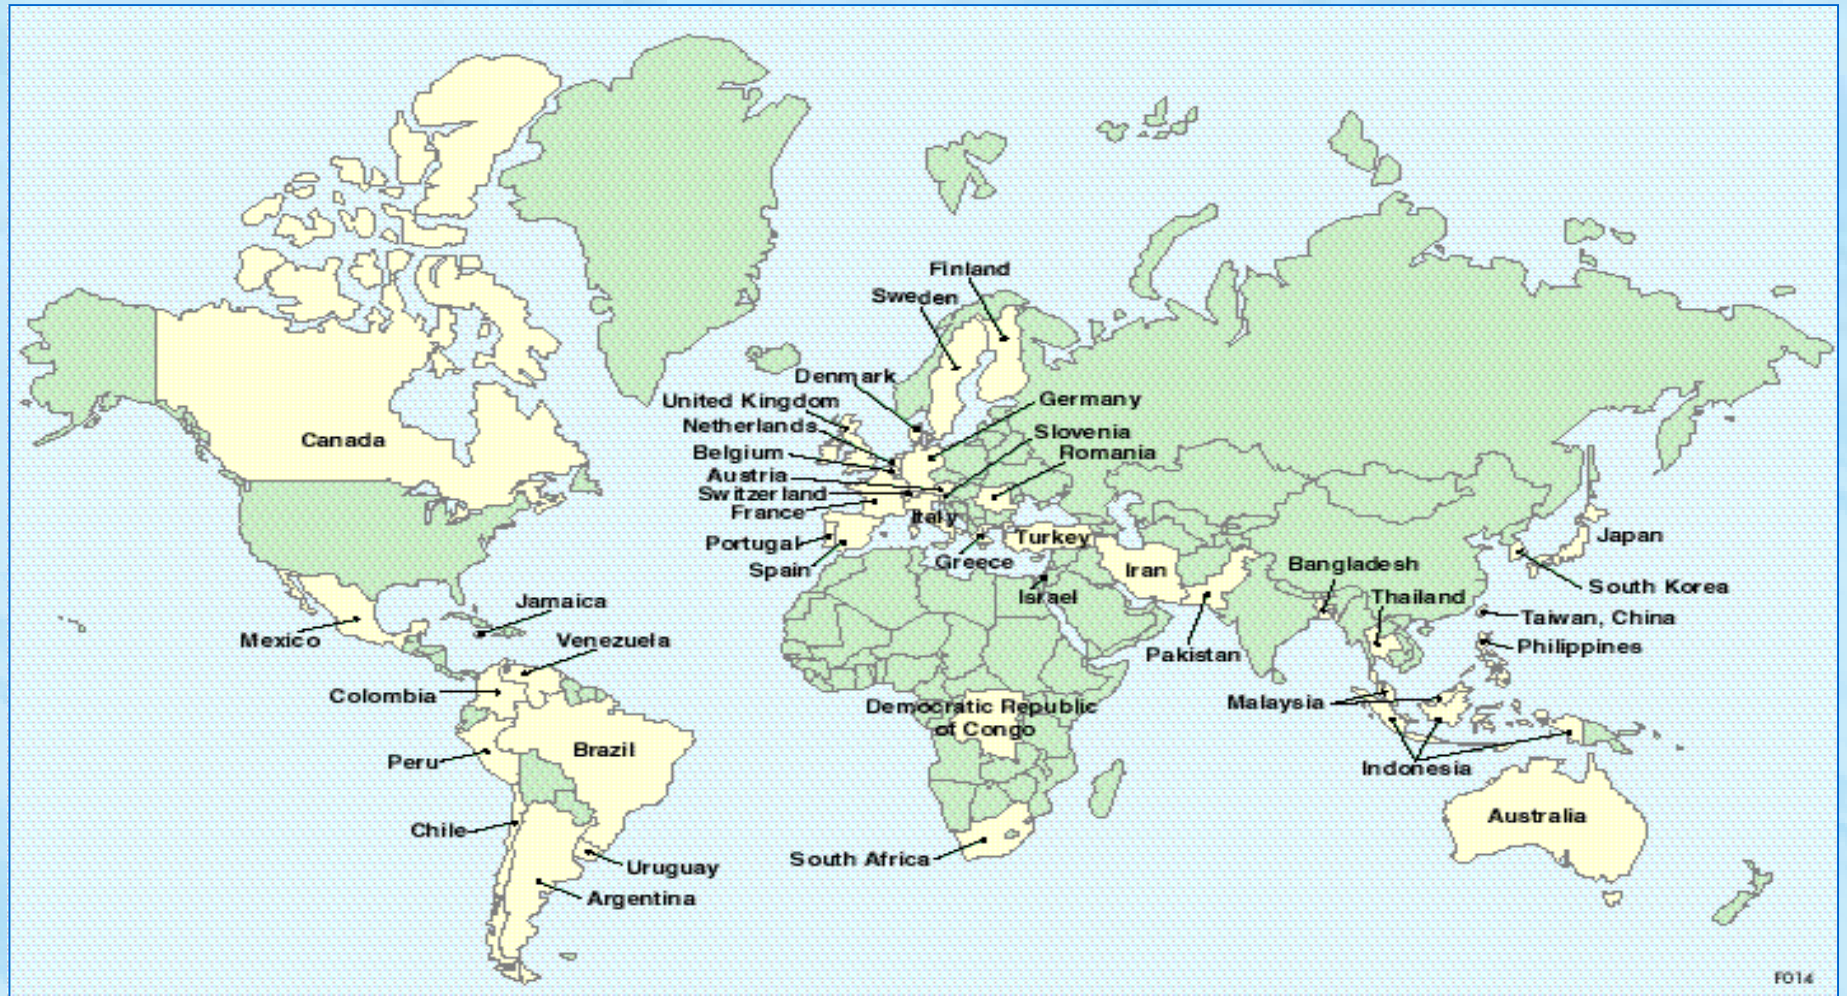 Finland
Sweden
Denmark
United Kingdom
Germany
Netherlands
Slovenia
Canada
Belgium
Romania
Austria
Switzerland
France
Italy
Portugal
Turkey
Japan
Spain
Greece
Iran
Bangladesh
South Korea
Israel
Thailand
Jamaica
Taiwan, China
Mexico
Venezuela
Philippines
Pakistan
Colombia
Malaysia
Democratic Republic
of Congo
Brazil
Peru
Indonesia
Australia
Chile
South Africa
Uruguay
Argentina
F014